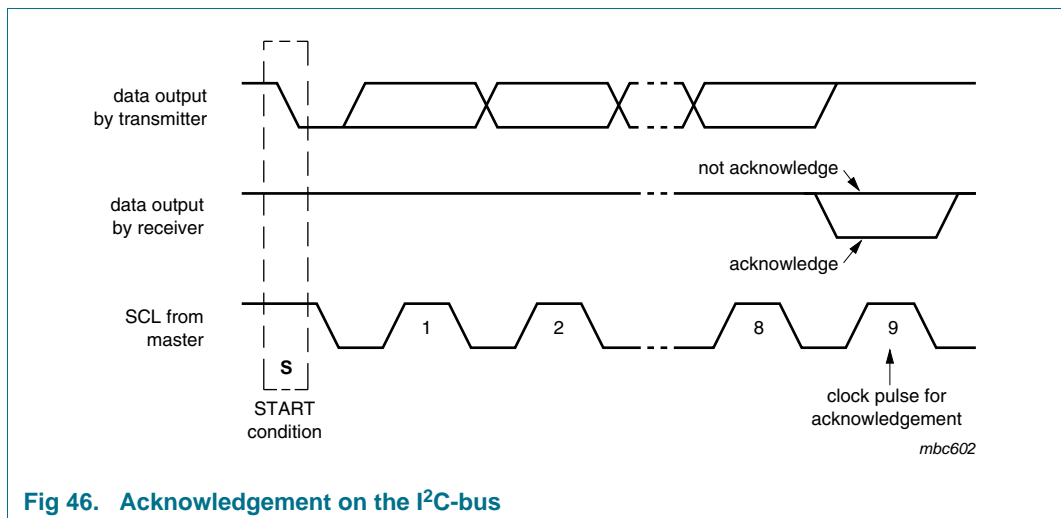 data output
by transmitter
not acknowledge
data output
by receiver
acknowledge
SCL from
master
1
2
8
9
S
START
condition
clock pulse for
acknowledgement
mbc602
Fig 46. Acknowledgement on the I²C-bus